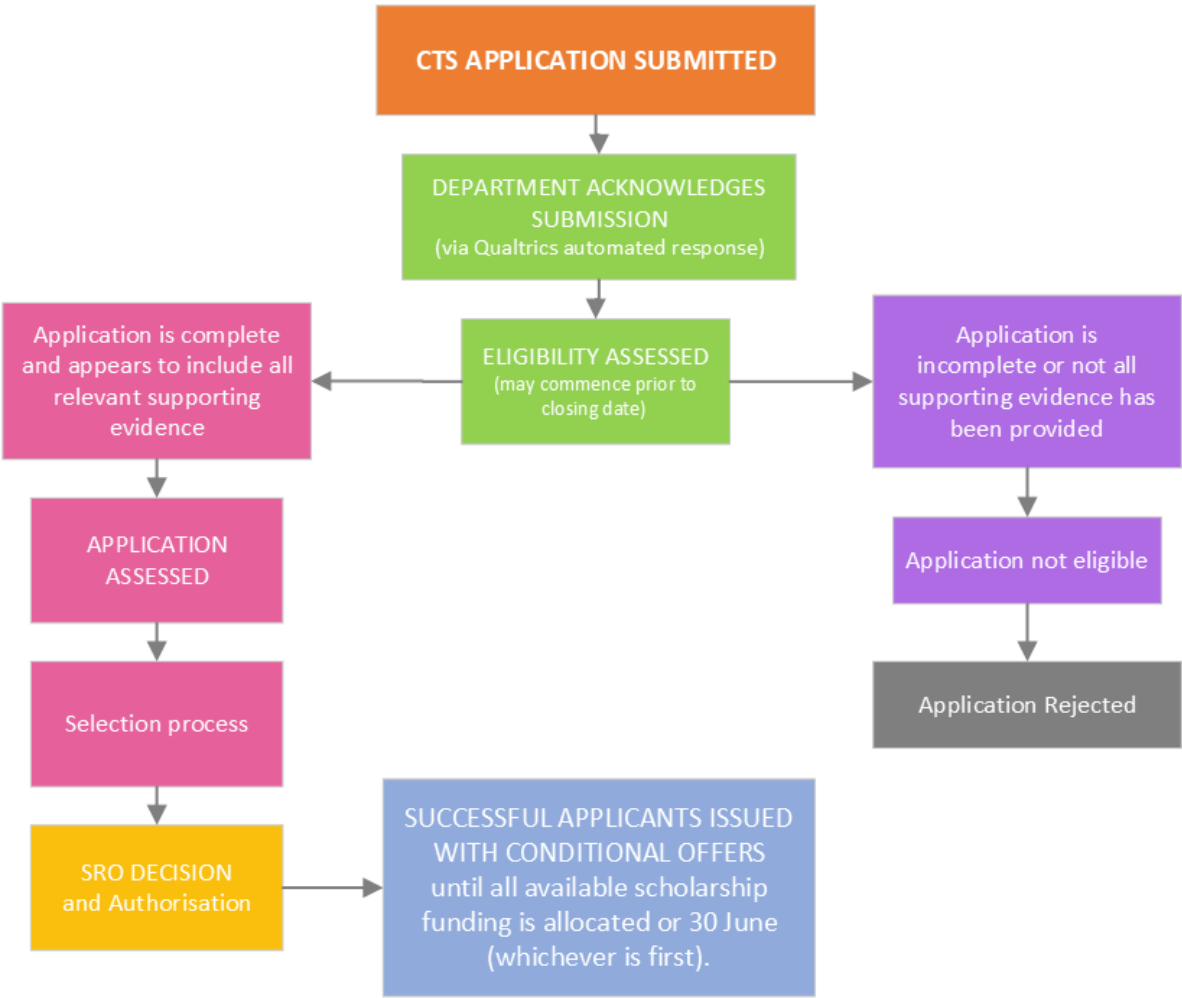 CTS APPLICATION SUBMITTED
DEPARTMENT ACKNOWLEDGES
SUBMISSION
(via Qualtrics automated response)
ELIGIBILITY ASSESSED
(may commence prior to
closing date)
Application is complete
and appears to include all
relevant supporting
evidence
APPLICATION
ASSESSED
Selection process
SRO DECISION
and Authorisation
SUCCESSFUL APPLICANTS ISSUED
WITH CONDITIONAL OFFERS
until all available scholarship
funding is allocated or 30 June
(whichever is first).
Application is
incomplete or not all
supporting evidence has
been provided
Application not eligible
Application Rejected